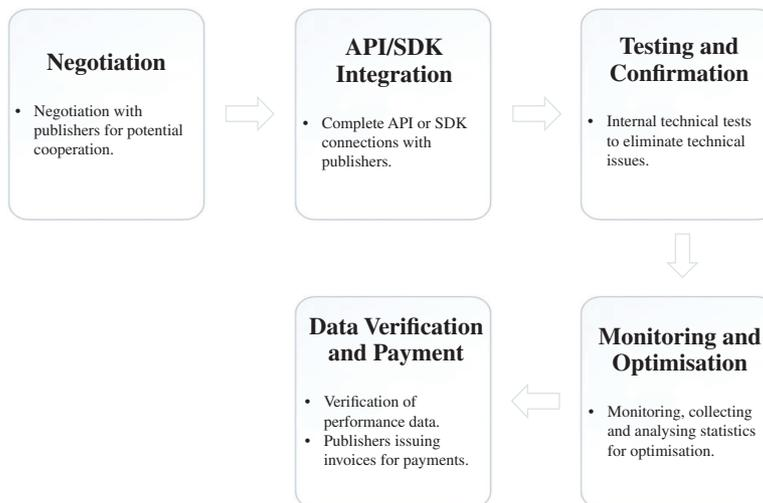 Negotiation
• Negotiation with
publishers for potential
cooperation.
API/SDK
Integration
• Complete API or SDK
connections with
publishers.
Testing and
Confirmation
• Internal technical tests
to eliminate technical
issues.
Monitoring and
Optimisation
• Monitoring, collecting
and analysing statistics
for optimisation.
Data Verification
and Payment
• Verification of
performance data.
• Publishers issuing
invoices for payments.